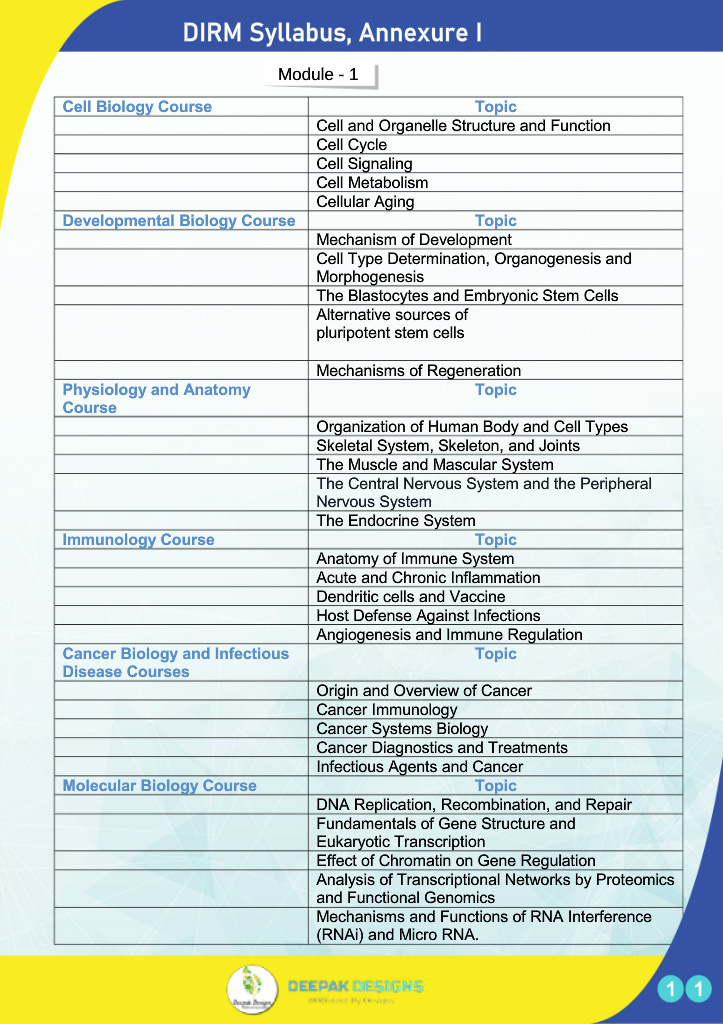 DIRM Syllabus, Annexure I
Module - 1
Cell Biology Course Topic
Cell and Organelle Structure and Function
Cell Cycle
Cell Signaling
Cell Metabolism
Cellular Aging
Developmental Biology Course Topic
Mechanism of Development
Cell Type Determination, Organogenesis and
Morphogenesis
The Blastocytes and Embryonic Stem Cells
Alternative sources of
pluripotent stem cells
Mechanisms of Regeneration
Physiology and Anatomy Topic
Course
Organization of Human Body and Cell Types
Skeletal System, Skeleton, and Joints
The Muscle and Mascular System
The Central Nervous System and the Peripheral
Nervous System
The Endocrine System
Immunology Course Topic
Anatomy of Immune System
Acute and Chronic Inflammation
Dendritic cells and Vaccine
Host Defense Against Infections
Angiogenesis and Immune Regulation
Cancer Biology and Infectious Topic
Disease Courses
Origin and Overview of Cancer
Cancer Immunology
Cancer Systems Biology
Cancer Diagnostics and Treatments
Infectious Agents and Cancer
Molecular Biology Course Topic
DNA Replication, Recombination, and Repair
Fundamentals of Gene Structure and
Eukaryotic Transcription
Effect of Chromatin on Gene Regulation
Analysis of Transcriptional Networks by Proteomics
and Functional Genomics
Mechanisms and Functions of RNA Interference
(RNAi) and Micro RNA.
Deepak Designs
DEEPAK DESIGNS
1 1